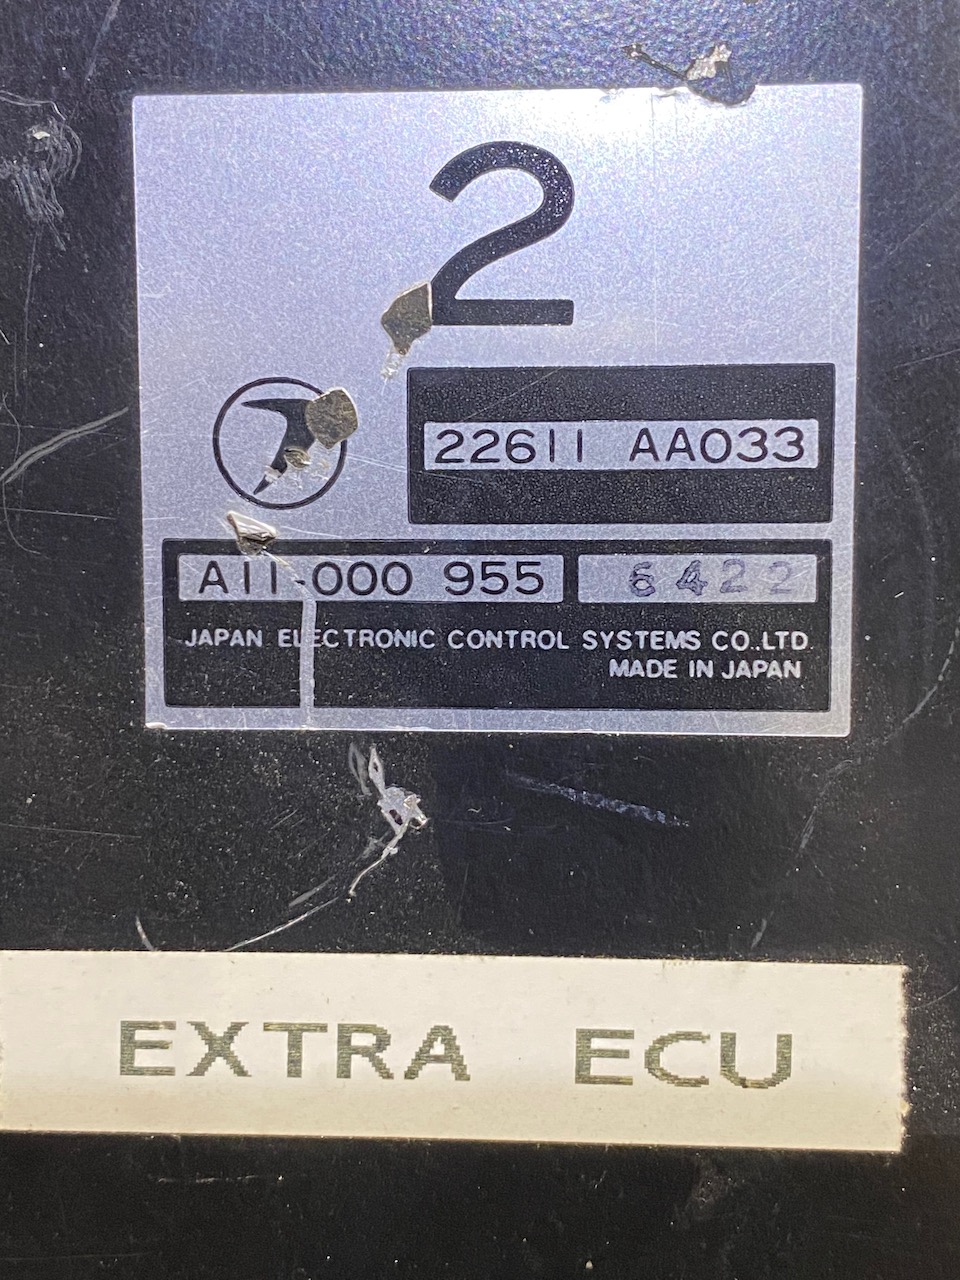 2
22611 AA033
A11-000 955 6422
JAPAN ELECTRONIC CONTROL SYSTEMS CO.,LTD.
MADE IN JAPAN
EXTRA ECU